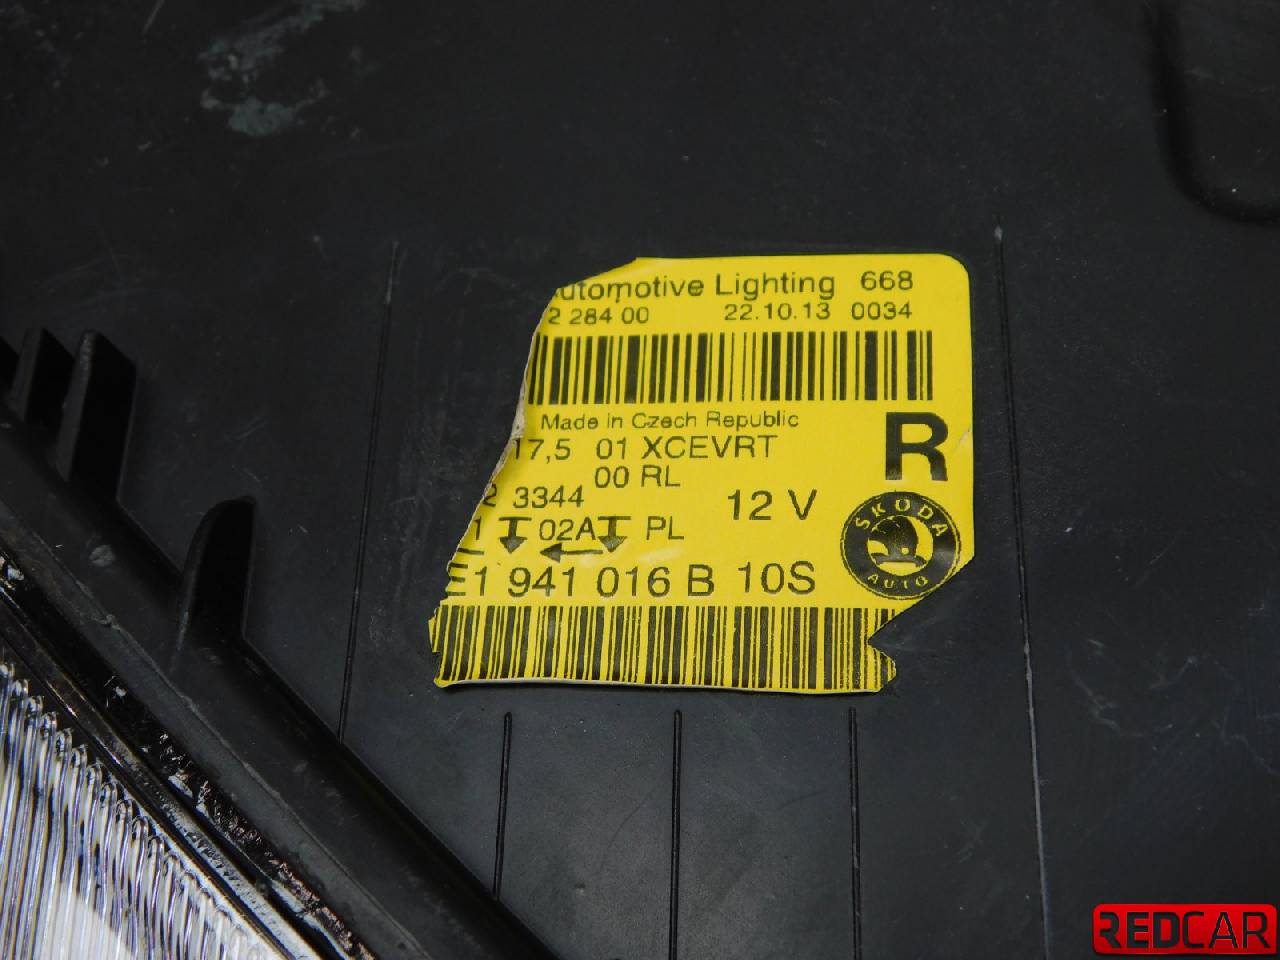 utomotive Lighting 668
2 284 00 22.10.13 0034
Made in Czech Republic
17,5 01 XCEVRT
00 RL
R
2 3344
12 V
1 02A PL
SKODA
AUTO
E1 941 016 B 10S
REDCAR